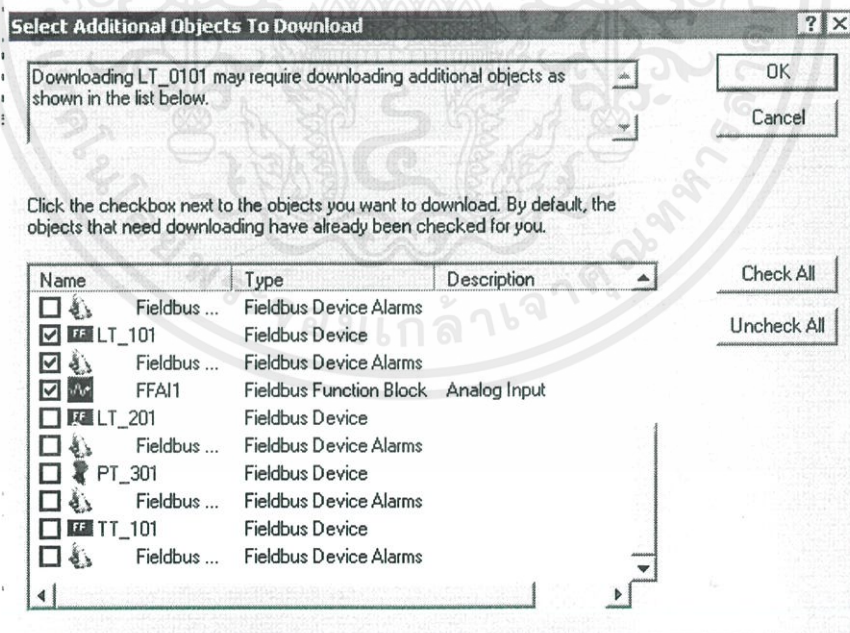 Select Additional Objects To Download
Downloading LT_0101 may require downloading additional objects as
shown in the list below.
OK
Cancel
Click the checkbox next to the objects you want to download. By default, the
objects that need downloading have already been checked for you.
Name Type Description
Fieldbus ... Fieldbus Device Alarms
FF LT_101 Fieldbus Device
Fieldbus ... Fieldbus Device Alarms
FFAI1 Fieldbus Function Block Analog Input
FF LT_201 Fieldbus Device
Fieldbus ... Fieldbus Device Alarms
PT_301 Fieldbus Device
Fieldbus ... Fieldbus Device Alarms
FF TT_101 Fieldbus Device
Fieldbus ... Fieldbus Device Alarms
Check All
Uncheck All